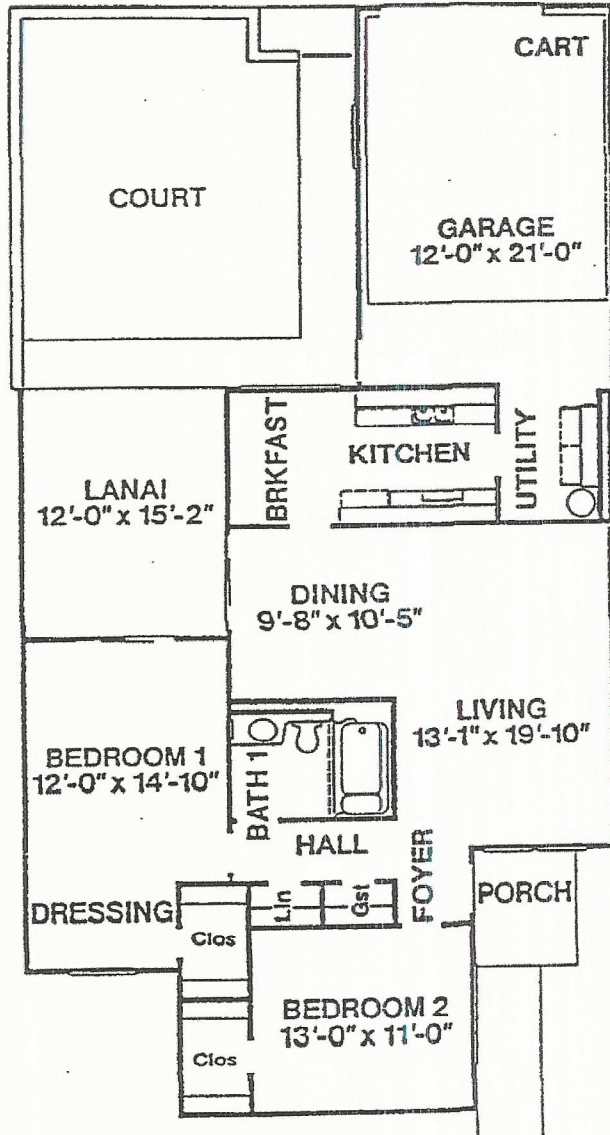 CART
COURT
GARAGE
12'-0" x 21'-0"
BRKFAST
KITCHEN
UTILITY
LANAI
12'-0" x 15'-2"
DINING
9'-8" x 10'-5"
LIVING
13'-1" x 19'-10"
BEDROOM 1
12'-0" x 14'-10"
BATH 1
HALL
FOYER
PORCH
DRESSING
Lin
Gst
Clos
BEDROOM 2
13'-0" x 11'-0"
Clos